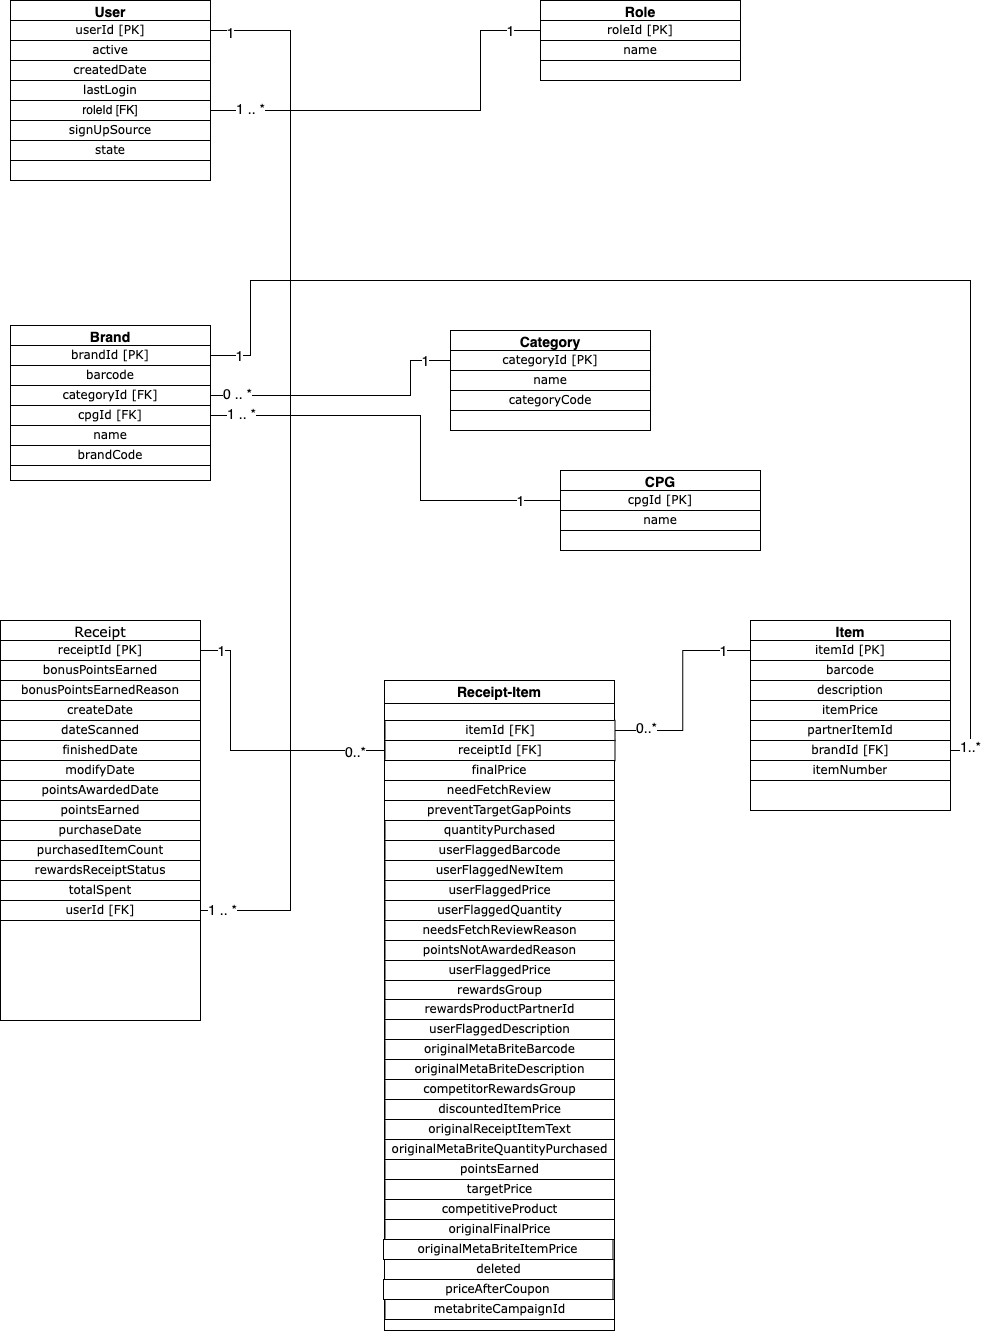 User
userId [PK]
active
createdDate
lastLogin
roleId [FK]
signUpSource
state
1
1 .. *
1
Role
roleId [PK]
name
Brand
brandId [PK]
barcode
categoryId [FK]
cpgId [FK]
name
brandCode
1
0 .. *
1 .. *
1
Category
categoryId [PK]
name
categoryCode
1
CPG
cpgId [PK]
name
Receipt
receiptId [PK]
bonusPointsEarned
bonusPointsEarnedReason
createDate
dateScanned
finishedDate
modifyDate
pointsAwardedDate
pointsEarned
purchaseDate
purchasedItemCount
rewardsReceiptStatus
totalSpent
userId [FK]
1
1 .. *
0..*
Receipt-Item
itemId [FK]
receiptId [FK]
finalPrice
needFetchReview
preventTargetGapPoints
quantityPurchased
userFlaggedBarcode
userFlaggedNewItem
userFlaggedPrice
userFlaggedQuantity
needsFetchReviewReason
pointsNotAwardedReason
userFlaggedPrice
rewardsGroup
rewardsProductPartnerId
userFlaggedDescription
originalMetaBriteBarcode
originalMetaBriteDescription
competitorRewardsGroup
discountedItemPrice
originalReceiptItemText
originalMetaBriteQuantityPurchased
pointsEarned
targetPrice
competitiveProduct
originalFinalPrice
originalMetaBriteItemPrice
deleted
priceAfterCoupon
metabriteCampaignId
0..*
1
Item
itemId [PK]
barcode
description
itemPrice
partnerItemId
brandId [FK]
itemNumber
1..*